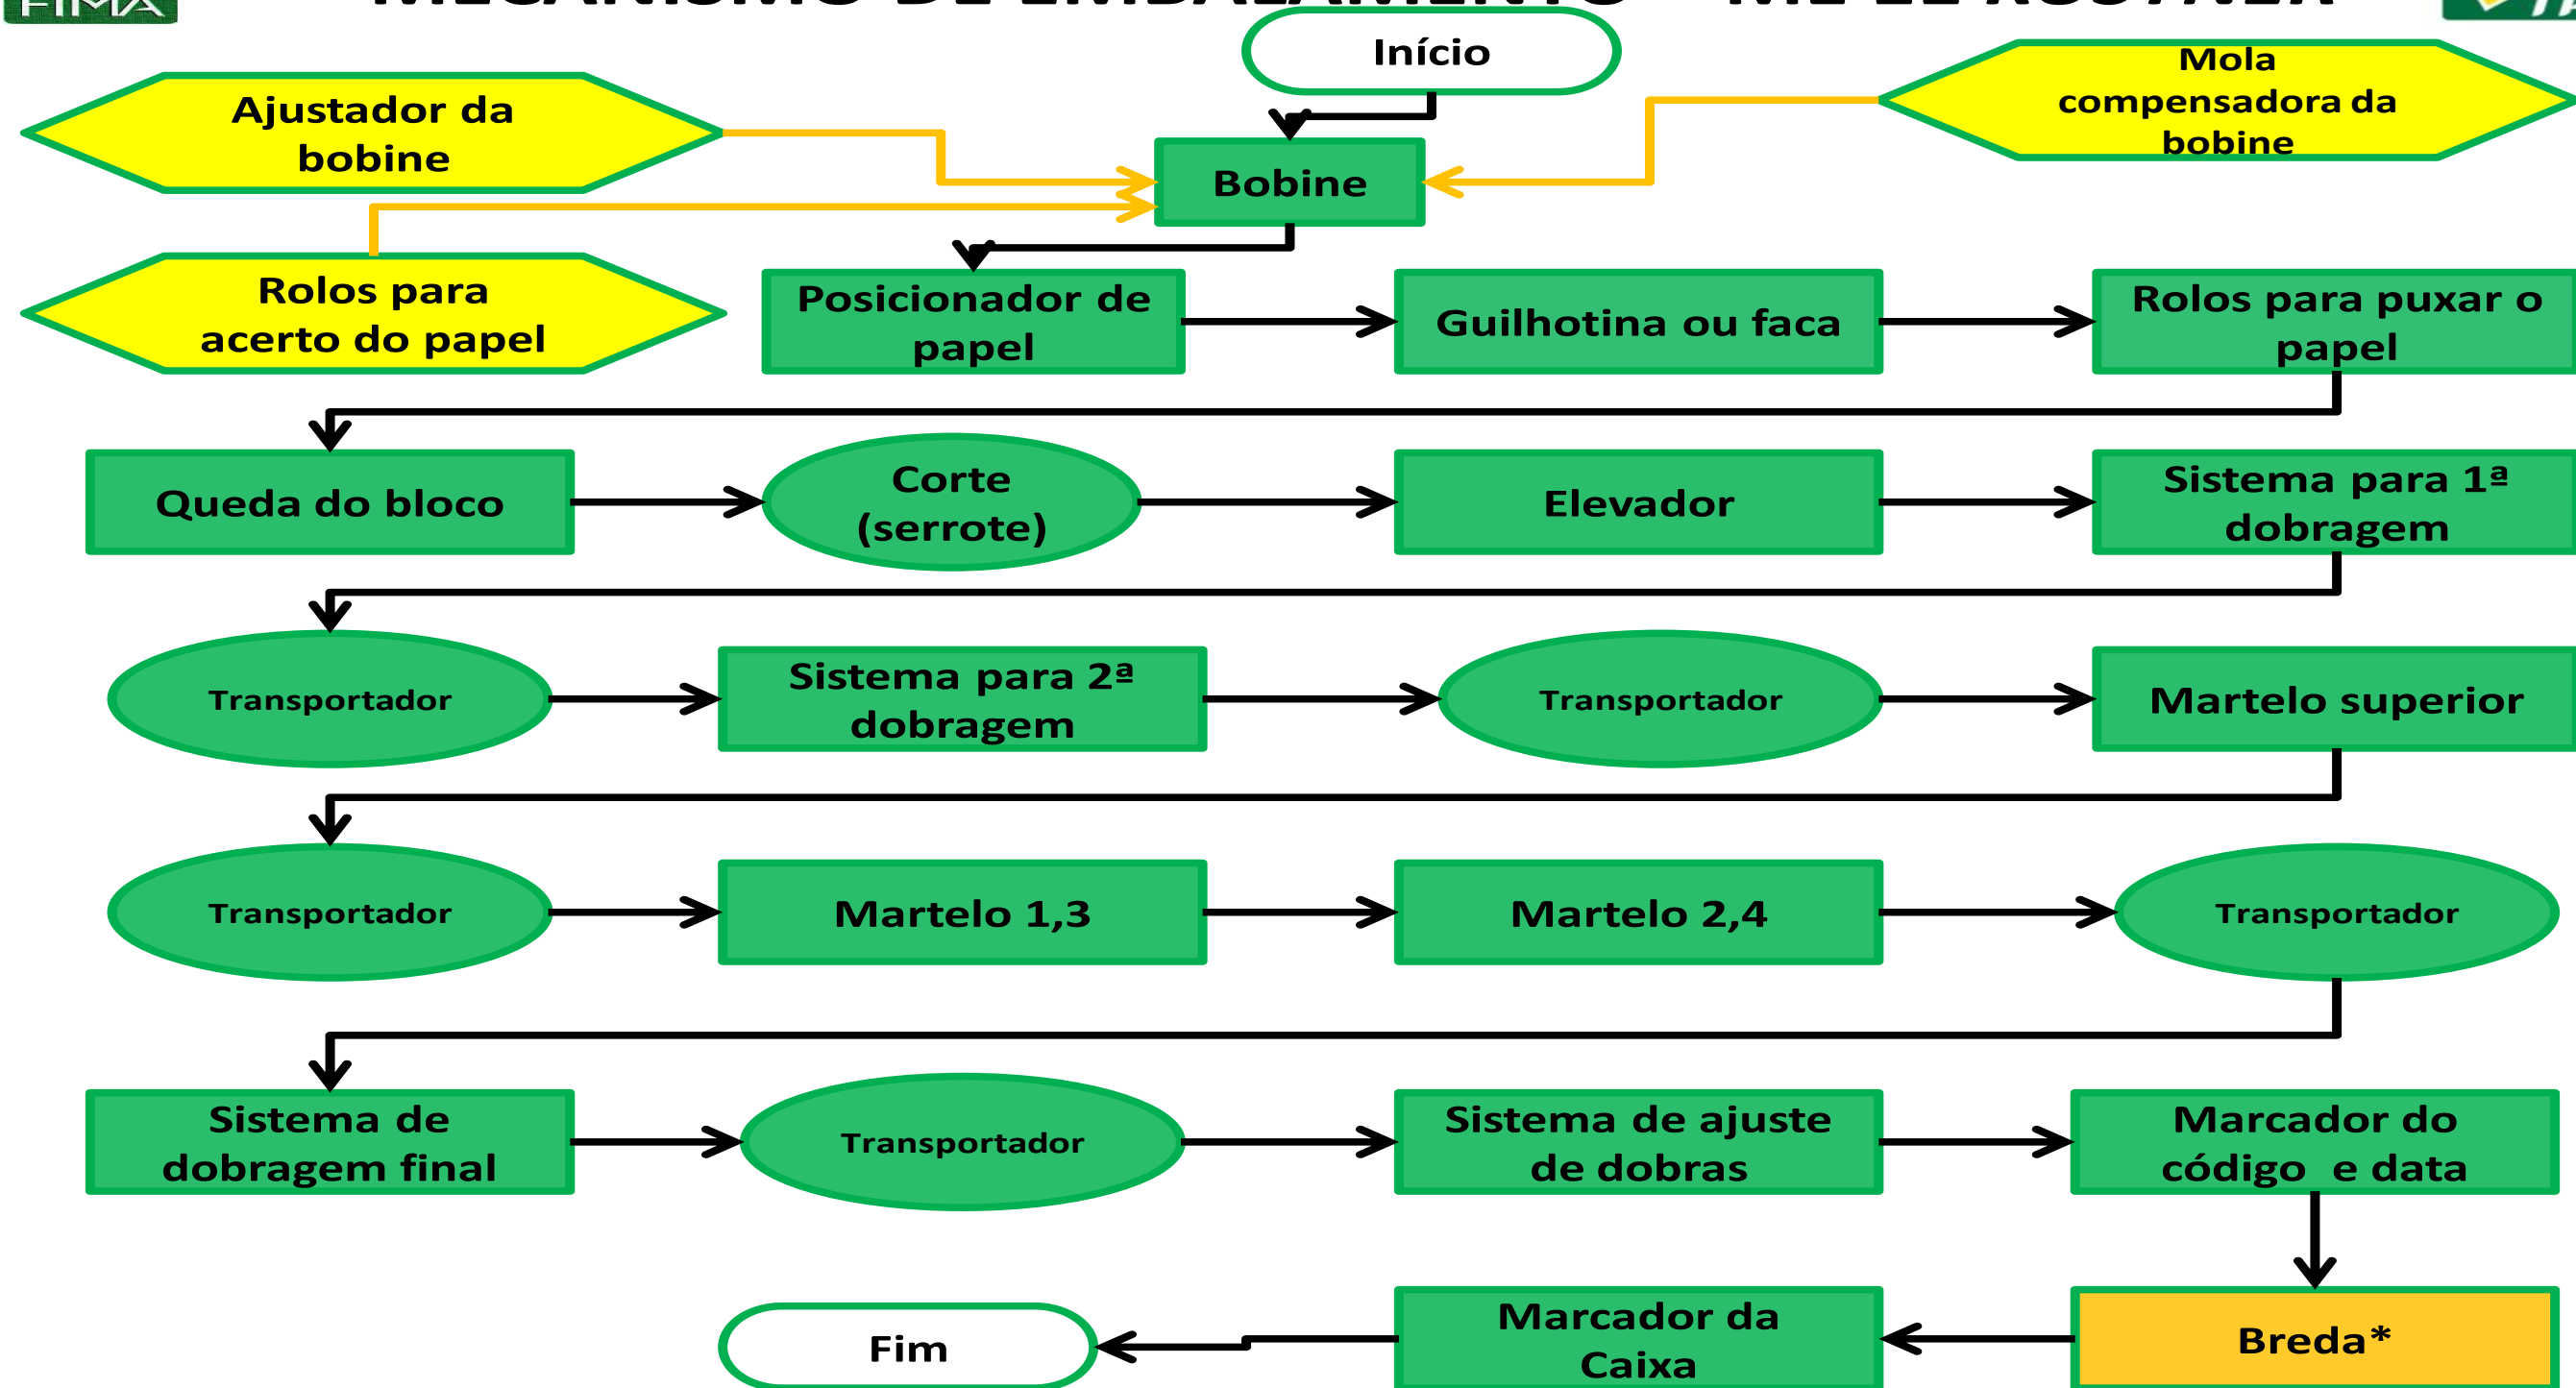 FIMA
Início
Mola
compensadora da
bobine
Ajustador da
bobine
Bobine
Rolos para
acerto do papel
Posicionador de
papel
Guilhotina ou faca
Rolos para puxar o
papel
Queda do bloco
Corte
(serrote)
Elevador
Sistema para 1ª
dobragem
Transportador
Sistema para 2ª
dobragem
Transportador
Martelo superior
Transportador
Martelo 1,3
Martelo 2,4
Transportador
Sistema de
dobragem final
Transportador
Sistema de ajuste
de dobras
Marcador do
código e data
Fim
Marcador da
Caixa
Breda*